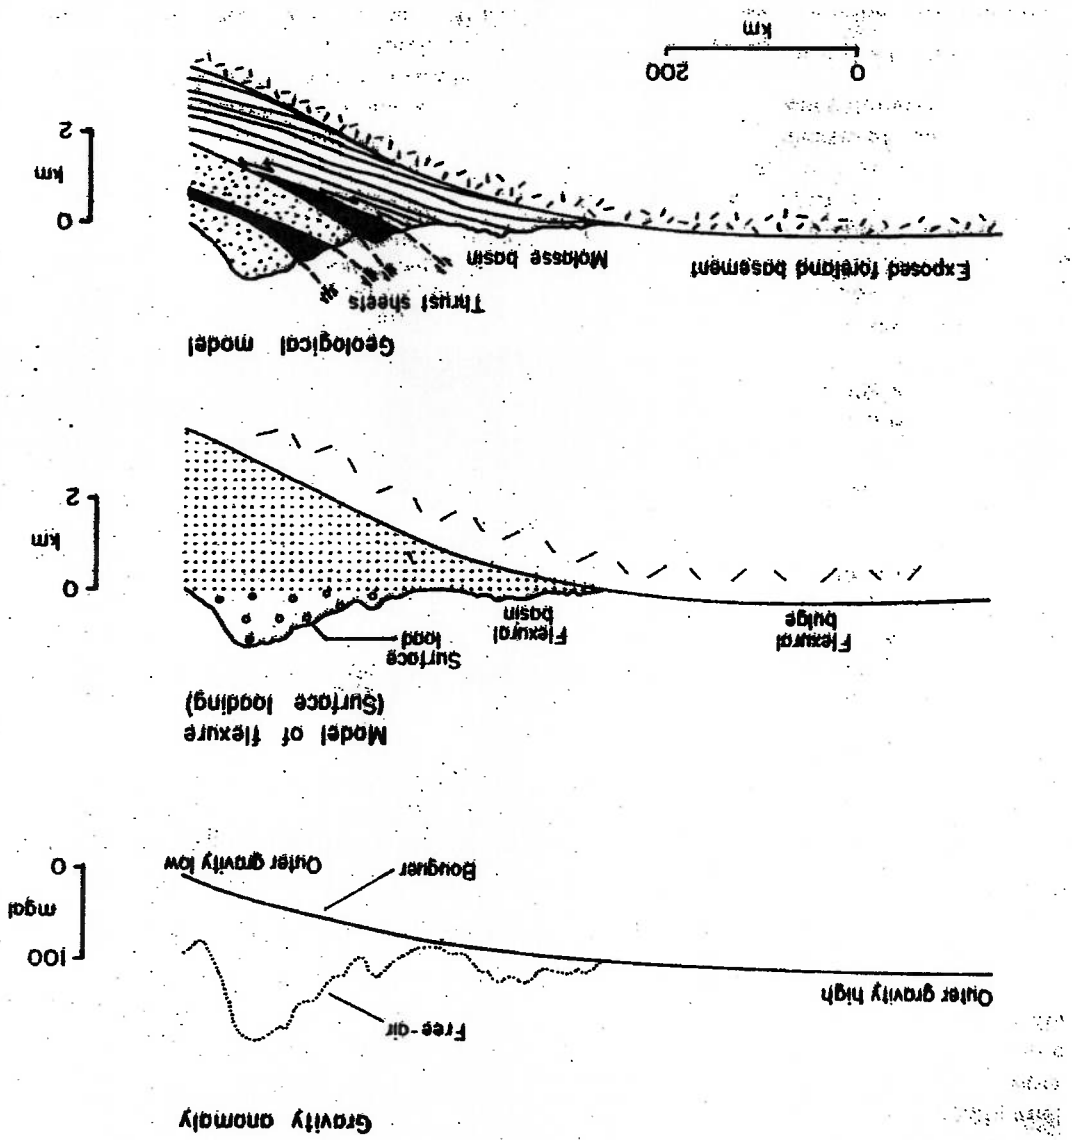 Gravity anomaly
Free-air
Outer gravity high
100
mgal
0
Bouguer
Outer gravity low
Model of flexure
(Surface loading)
Surface
load
Flexural
bulge
Flexural
basin
0
km
2
Geological model
Thrust sheets
Exposed foreland basement
Molasse basin
0
km
2
0 200
km